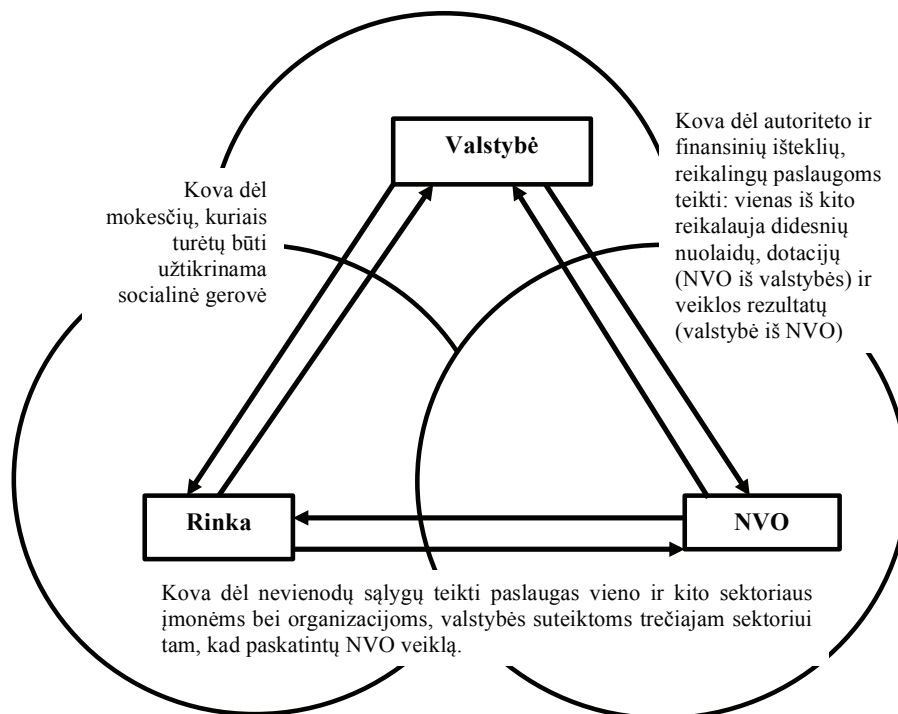 Valstybė
Kova dėl
mokesčių, kuriais
turėtų būti
užtikrinama
socialinė gerovė
Kova dėl autoriteto ir
finansinių išteklių,
reikalingų paslaugoms
teikti: vienas iš kito
reikalauja didesnių
nuolaidų, dotacijų
(NVO iš valstybės) ir
veiklos rezultatų
(valstybė iš NVO)
Rinka
NVO
Kova dėl nevienodų sąlygų teikti paslaugas vieno ir kito sektoriaus
įmonėms bei organizacijoms, valstybės suteiktoms trečiajam sektoriui
tam, kad paskatintų NVO veiklą.